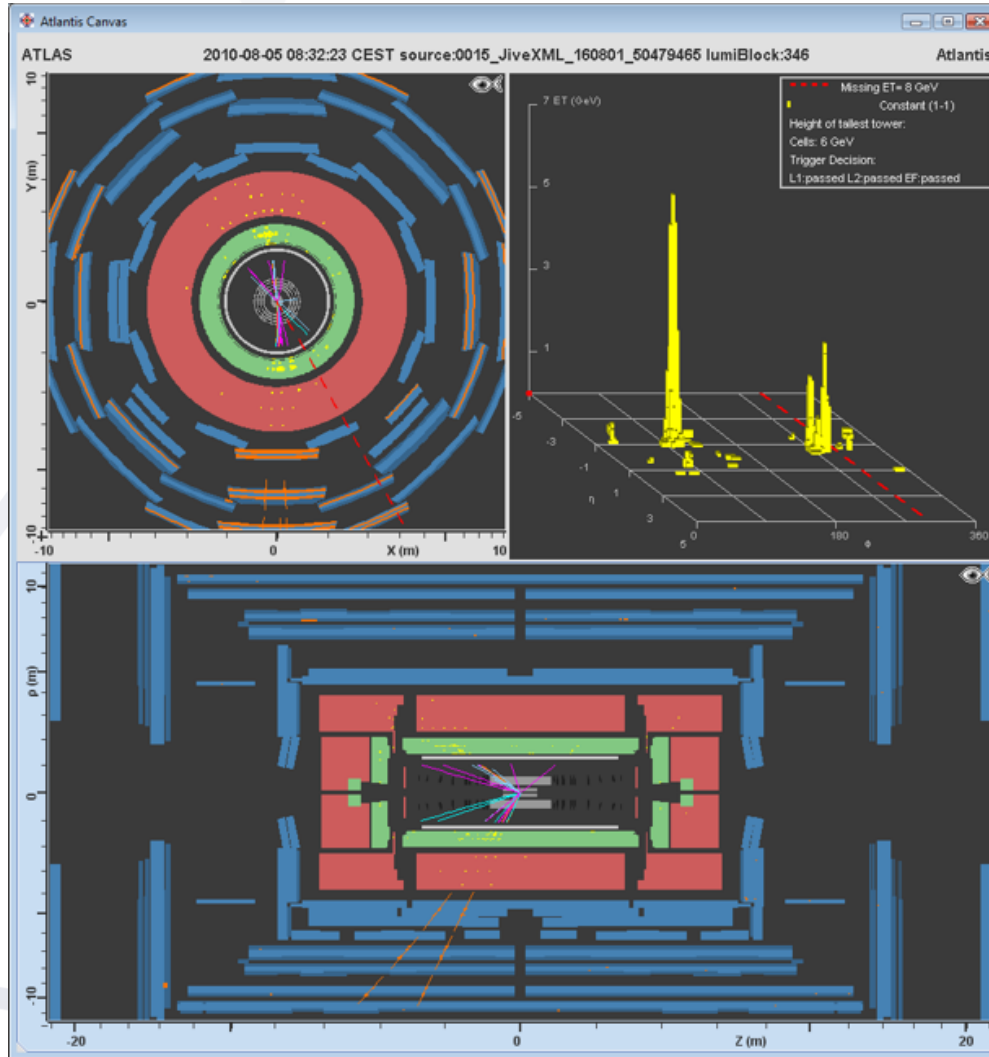 Atlantis Canvas
ATLAS 2010-08-05 08:32:23 CEST source:0015_JiveXML_160801_50479465 lumiBlock:346 Atlantis
10
Y (m)
0
-10
-10 0 X (m) 10
7 ET (GeV)
5
3
1
-5
-3
-1
η 1
3
5 0 180 Φ 360
Missing ET= 8 GeV
Constant (1-1)
Height of tallest tower:
Cells: 6 GeV
Trigger Decision:
L1:passed L2:passed EF:passed
10
ρ (m)
0
-10
-20 0 Z (m) 20